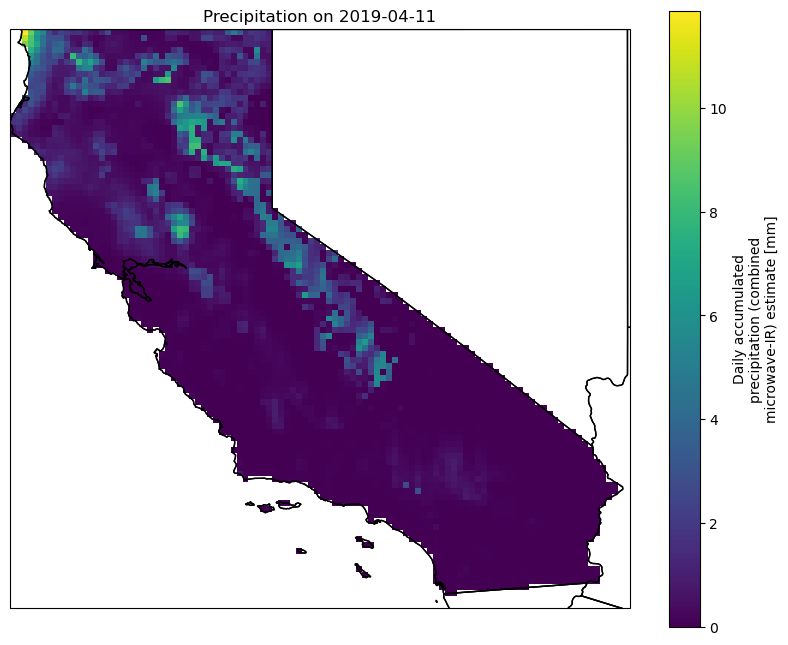 Precipitation on 2019-04-11
10
8
6
4
2
0
Daily accumulated
precipitation (combined
microwave-IR) estimate [mm]